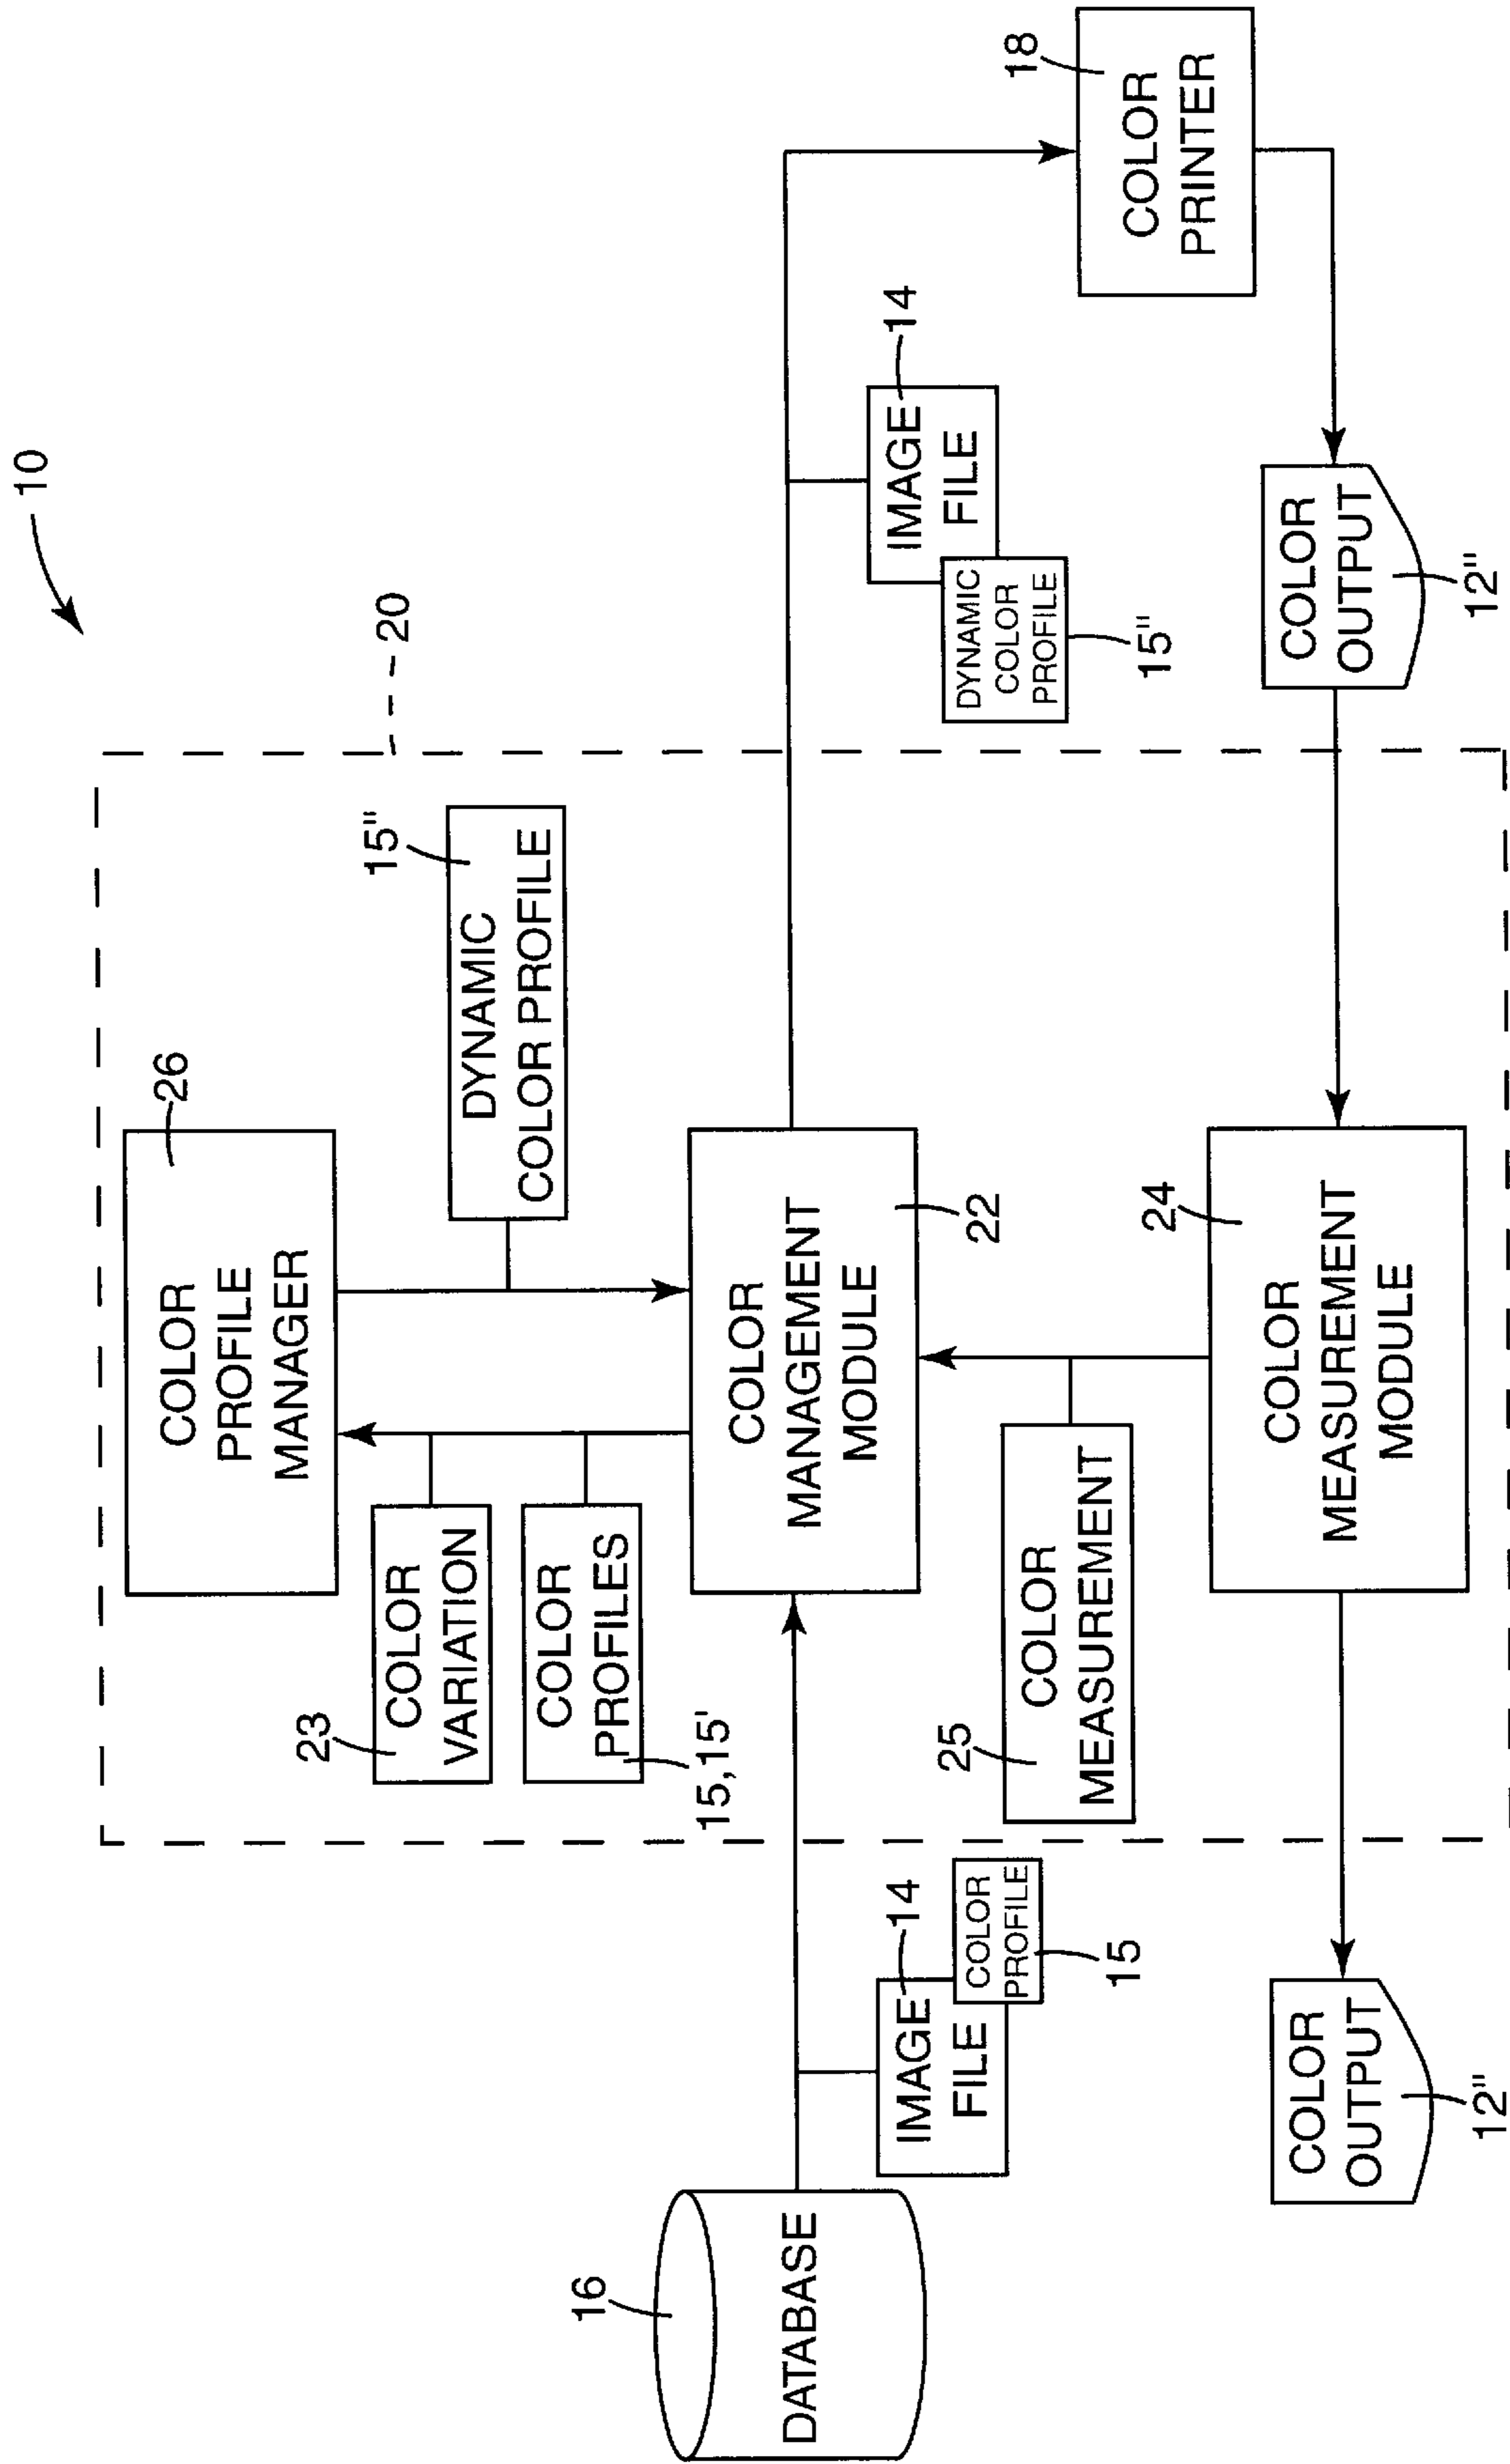 10
20
26
COLOR
PROFILE
MANAGER
23
COLOR
VARIATION
COLOR
PROFILES
15,15'
15"
DYNAMIC
COLOR PROFILE
16
DATABASE
14
IMAGE
FILE
COLOR
PROFILE
15
COLOR
MANAGEMENT
MODULE
22
14
IMAGE
FILE
DYNAMIC
COLOR
PROFILE
15"
18
COLOR
PRINTER
25
COLOR
MEASUREMENT
24
COLOR
MEASUREMENT
MODULE
COLOR
OUTPUT
12"
COLOR
OUTPUT
12"